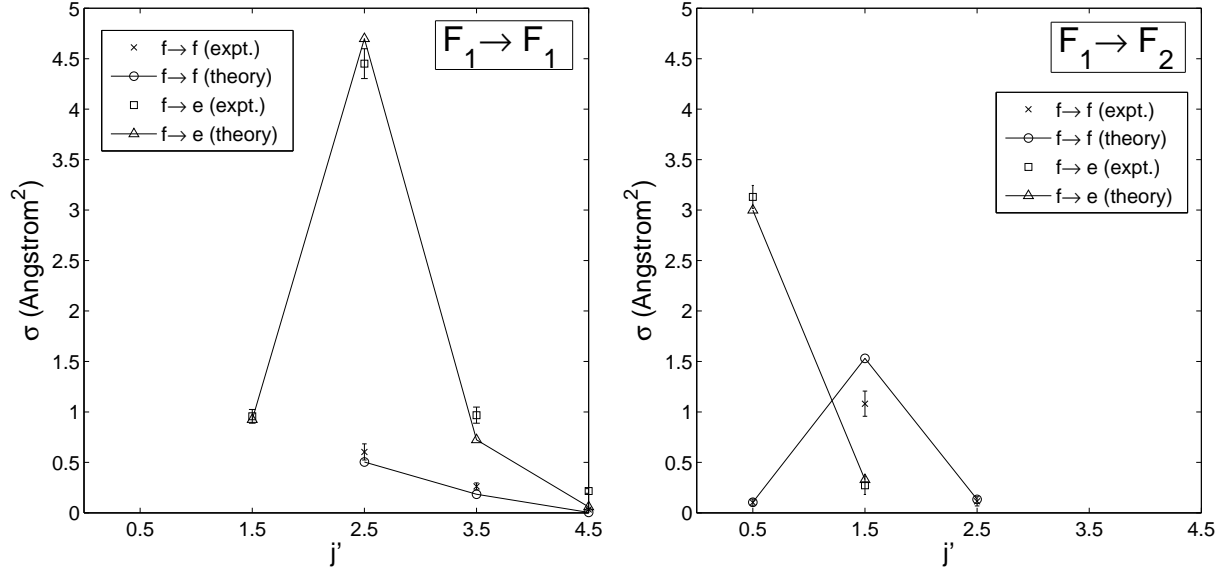 F₁→ F₁
f→ f (expt.)
f→ f (theory)
f→ e (expt.)
f→ e (theory)
5
4.5
4
3.5
3
2.5
2
1.5
1
0.5
0
σ (Angstrom²)
0.5 1.5 2.5 3.5 4.5
j'
F₁→ F₂
f→ f (expt.)
f→ f (theory)
f→ e (expt.)
f→ e (theory)
5
4.5
4
3.5
3
2.5
2
1.5
1
0.5
0
σ (Angstrom²)
0.5 1.5 2.5 3.5 4.5
j'